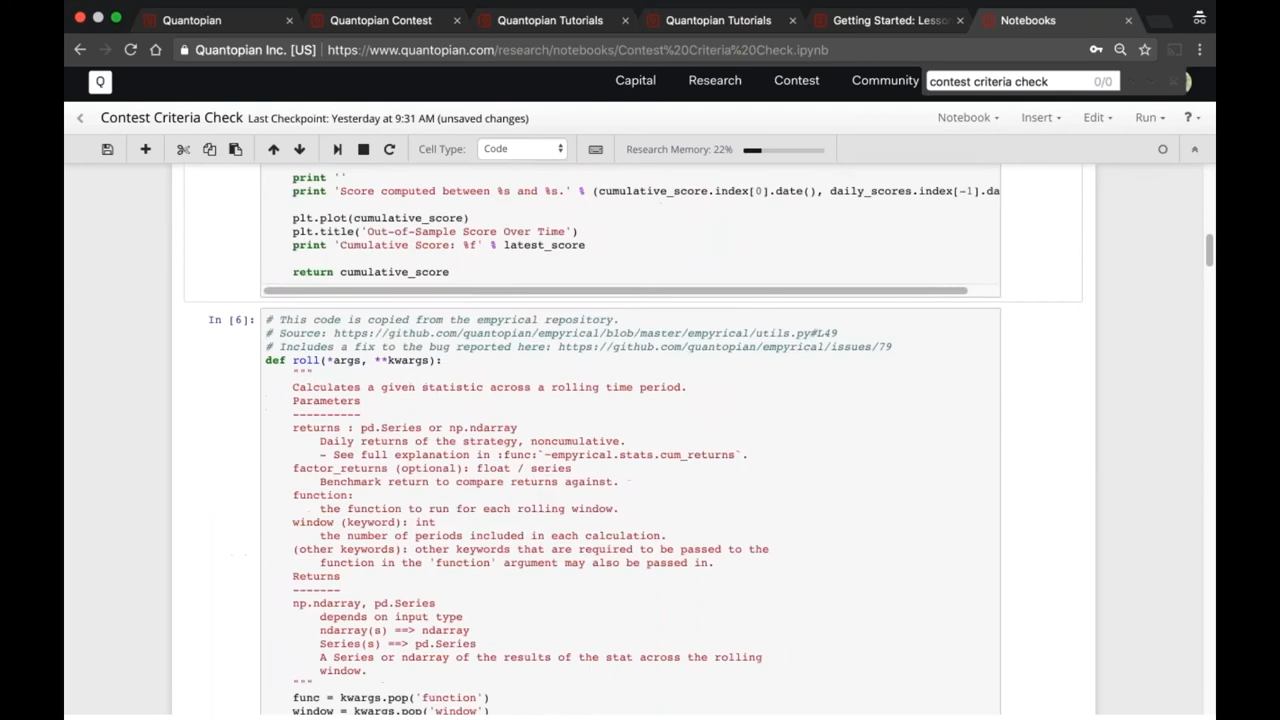 Quantopian
Quantopian Contest
Quantopian Tutorials
Quantopian Tutorials
Getting Started: Lesso
Notebooks
Quantopian Inc. [US]
https://www.quantopian.com/research/notebooks/Contest%20Criteria%20Check.ipynb
Q
Capital
Research
Contest
Community
contest criteria check
0/0
Contest Criteria Check
Last Checkpoint: Yesterday at 9:31 AM (unsaved changes)
Notebook
Insert
Edit
Run
?
Cell Type:
Code
Research Memory: 22%
print ''
print 'Score computed between %s and %s.' % (cumulative_score.index[0].date(), daily_scores.index[-1].da
plt.plot(cumulative_score)
plt.title('Out-of-Sample Score Over Time')
print 'Cumulative Score: %f' % latest_score
return cumulative_score
In [6]:
# This code is copied from the empyrical repository.
# Source: https://github.com/quantopian/empyrical/blob/master/empyrical/utils.py#L49
# Includes a fix to the bug reported here: https://github.com/quantopian/empyrical/issues/79
def roll(*args, **kwargs):
"""
Calculates a given statistic across a rolling time period.
Parameters
----------
returns : pd.Series or np.ndarray
Daily returns of the strategy, noncumulative.
- See full explanation in :func:`~empyrical.stats.cum_returns`.
factor_returns (optional): float / series
Benchmark return to compare returns against.
function:
the function to run for each rolling window.
window (keyword): int
the number of periods included in each calculation.
(other keywords): other keywords that are required to be passed to the
function in the 'function' argument may also be passed in.
Returns
-------
np.ndarray, pd.Series
depends on input type
ndarray(s) ==> ndarray
Series(s) ==> pd.Series
A Series or ndarray of the results of the stat across the rolling
window.
"""
func = kwargs.pop('function')
window = kwargs.pop('window')